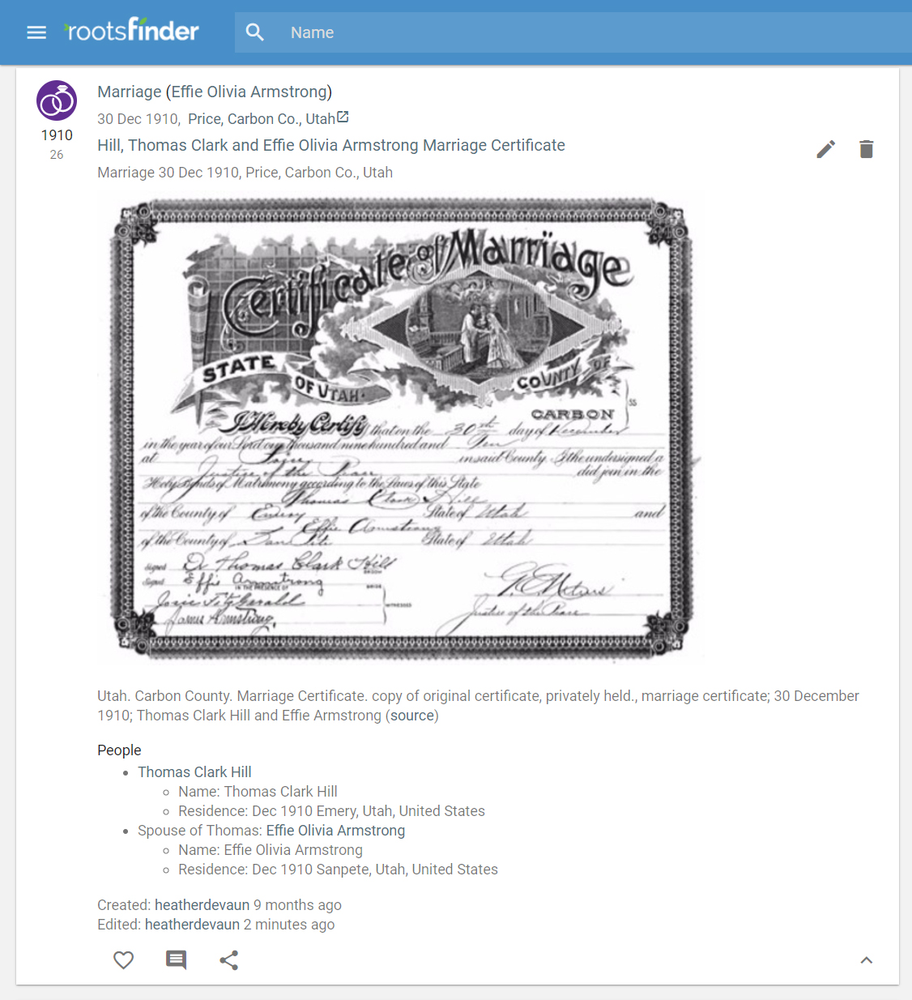 rootsfinder
Name
Marriage (Effie Olivia Armstrong)
30 Dec 1910, Price, Carbon Co., Utah
1910
26
Hill, Thomas Clark and Effie Olivia Armstrong Marriage Certificate
Marriage 30 Dec 1910, Price, Carbon Co., Utah
Certificate of Marriage
STATE OF UTAH. COUNTY OF
CARBON
SS
I Hereby Certify that on the 30st day of December
in the year of our Lord one thousand nine hundred and Ten
at Price in said County I the undersigned a
Justice of the Peace did join in the
Holy Bonds of Matrimony according to the Laws of this State
Thomas Clark Hill
of the County of Emery State of Utah and
Effie Armstrong
of the County of San Pete State of Utah
Signed Dr Thomas Clark Hill
GROOM
Signed Effie Armstrong
BRIDE
IN THE PRESENCE OF
Josie Fitzgerald
WITNESSES
James Armstrong.
Justice of the Peace
Utah. Carbon County. Marriage Certificate. copy of original certificate, privately held., marriage certificate; 30 December
1910; Thomas Clark Hill and Effie Armstrong (source)
People
Thomas Clark Hill
Name: Thomas Clark Hill
Residence: Dec 1910 Emery, Utah, United States
Spouse of Thomas: Effie Olivia Armstrong
Name: Effie Olivia Armstrong
Residence: Dec 1910 Sanpete, Utah, United States
Created: heatherdevaun 9 months ago
Edited: heatherdevaun 2 minutes ago